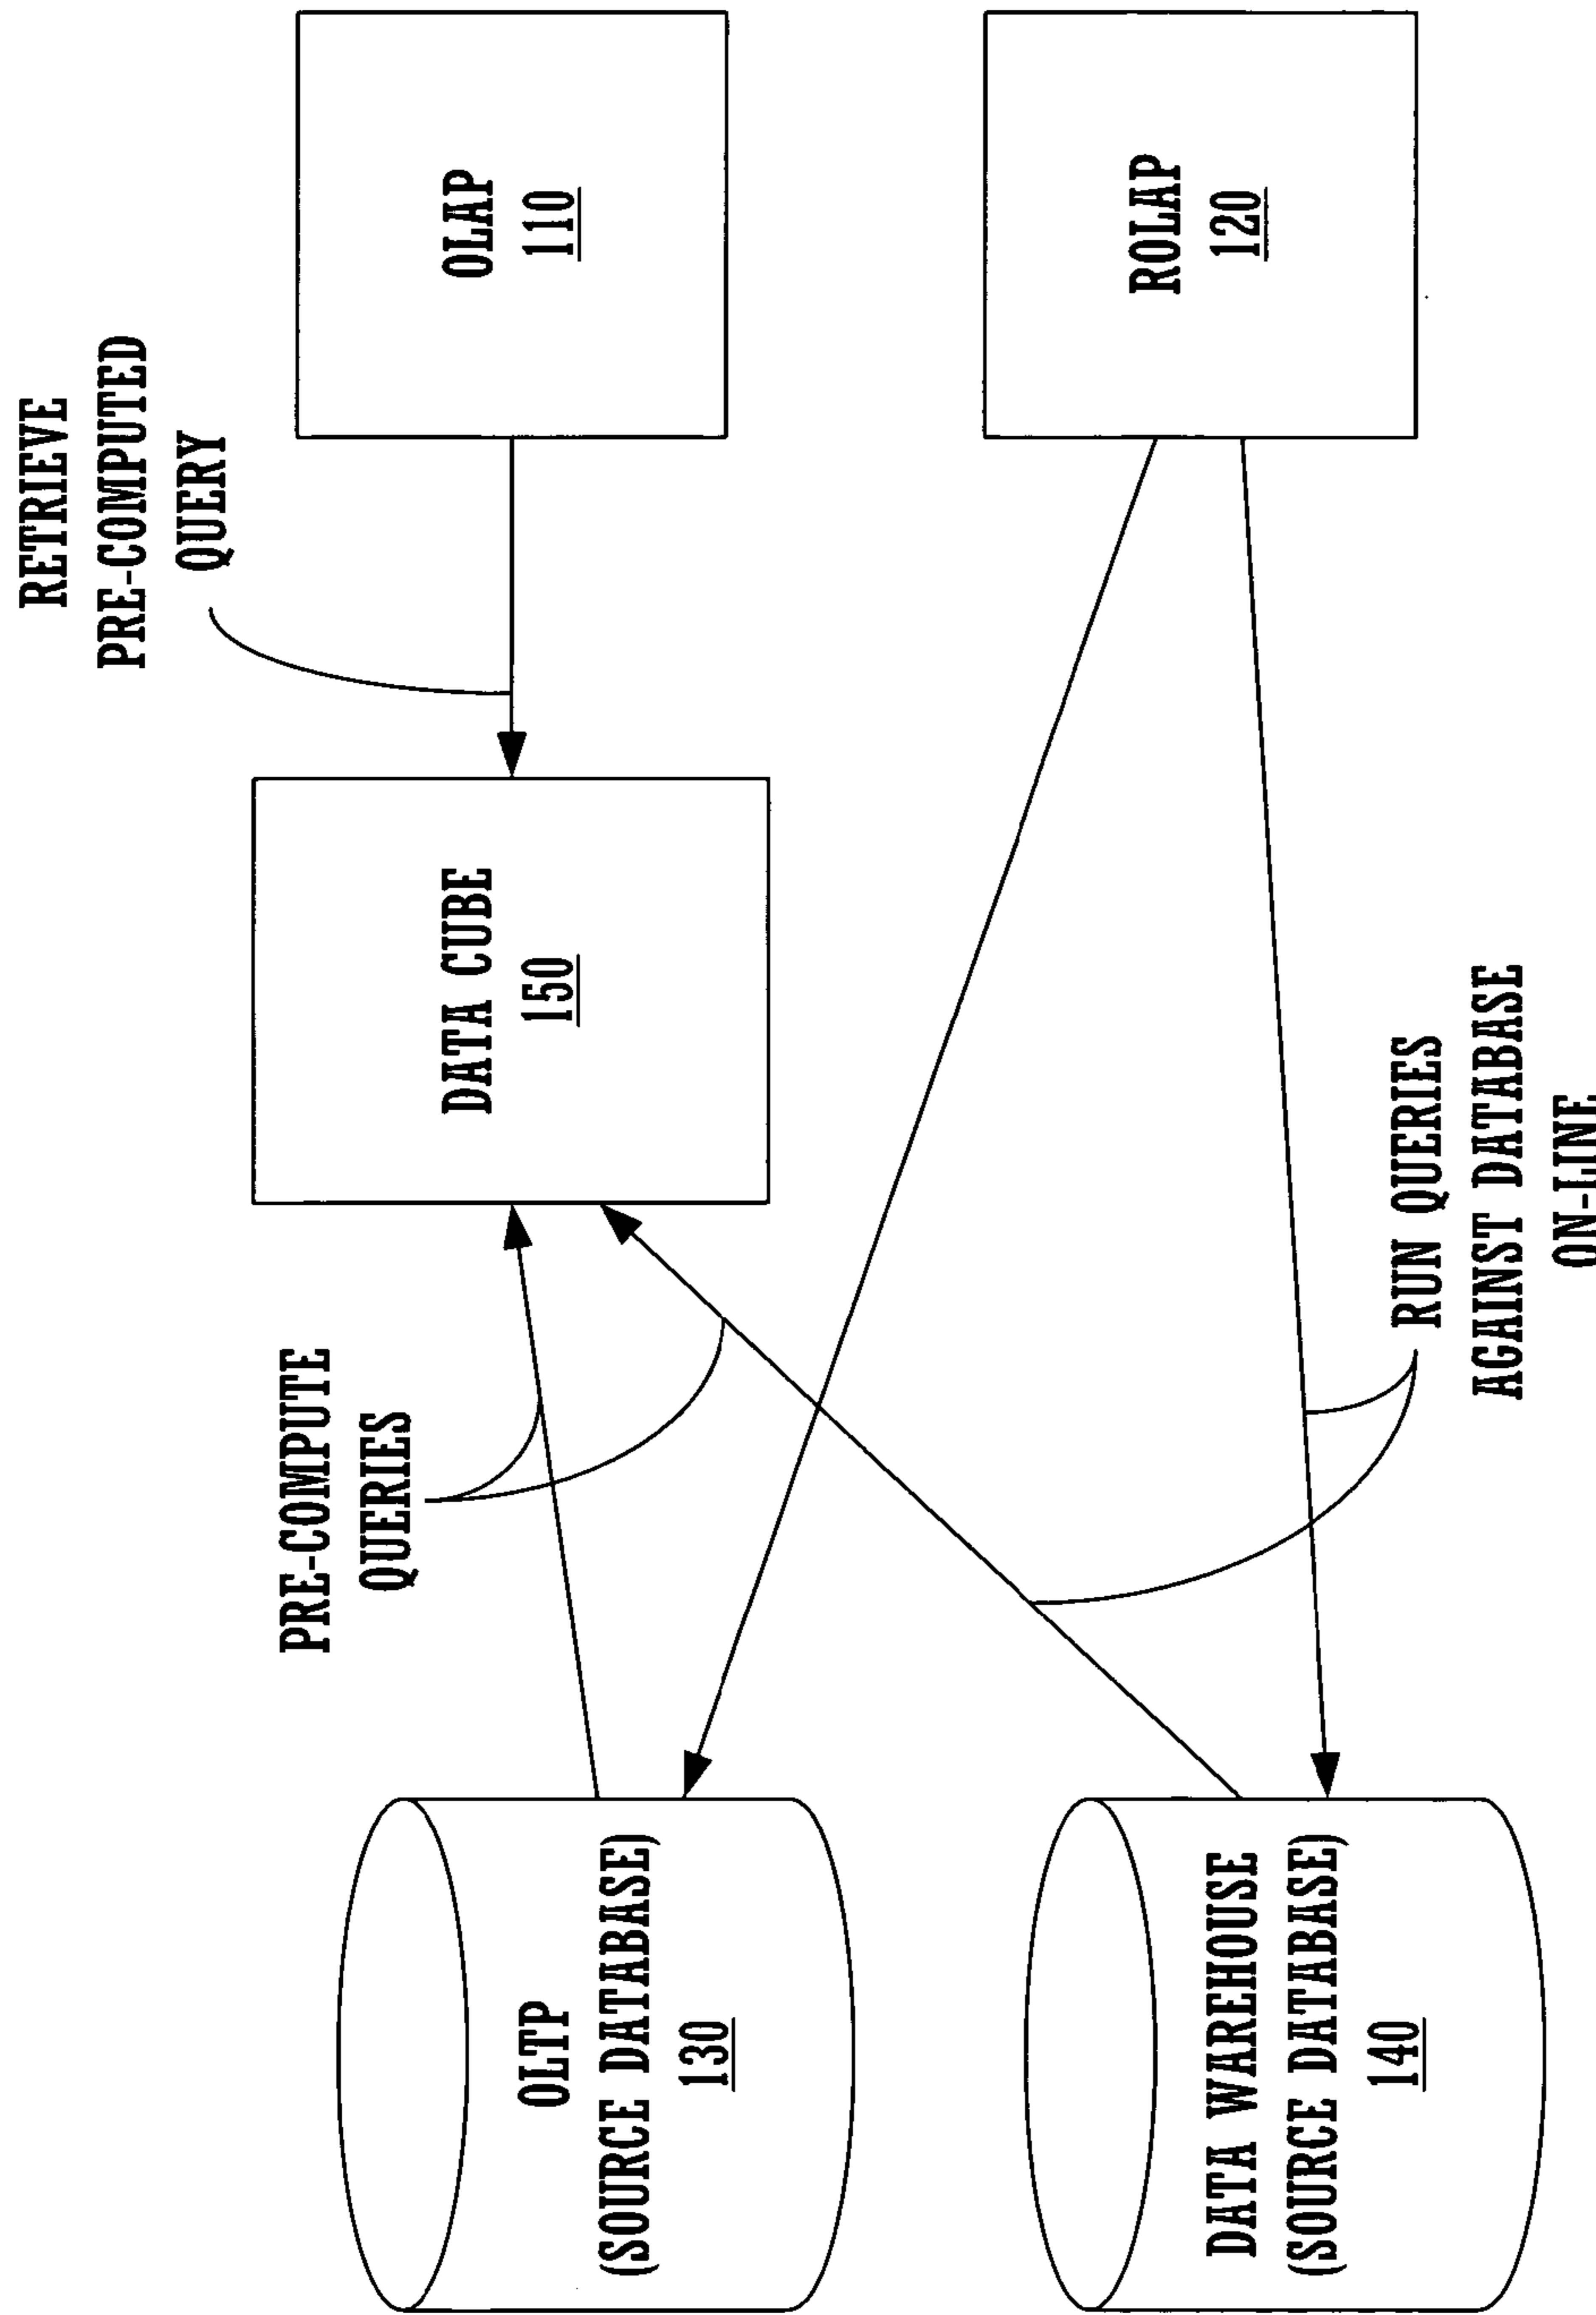 RETRIEVE
PRE-COMPUTED
QUERY
PRE-COMPUTE
QUERIES
OLTP
(SOURCE DATABASE)
130
DATA CUBE
150
OLAP
110
DATA WAREHOUSE
(SOURCE DATABASE)
140
ROLAP
120
RUN QUERIES
AGAINST DATABASE
ON-LINE